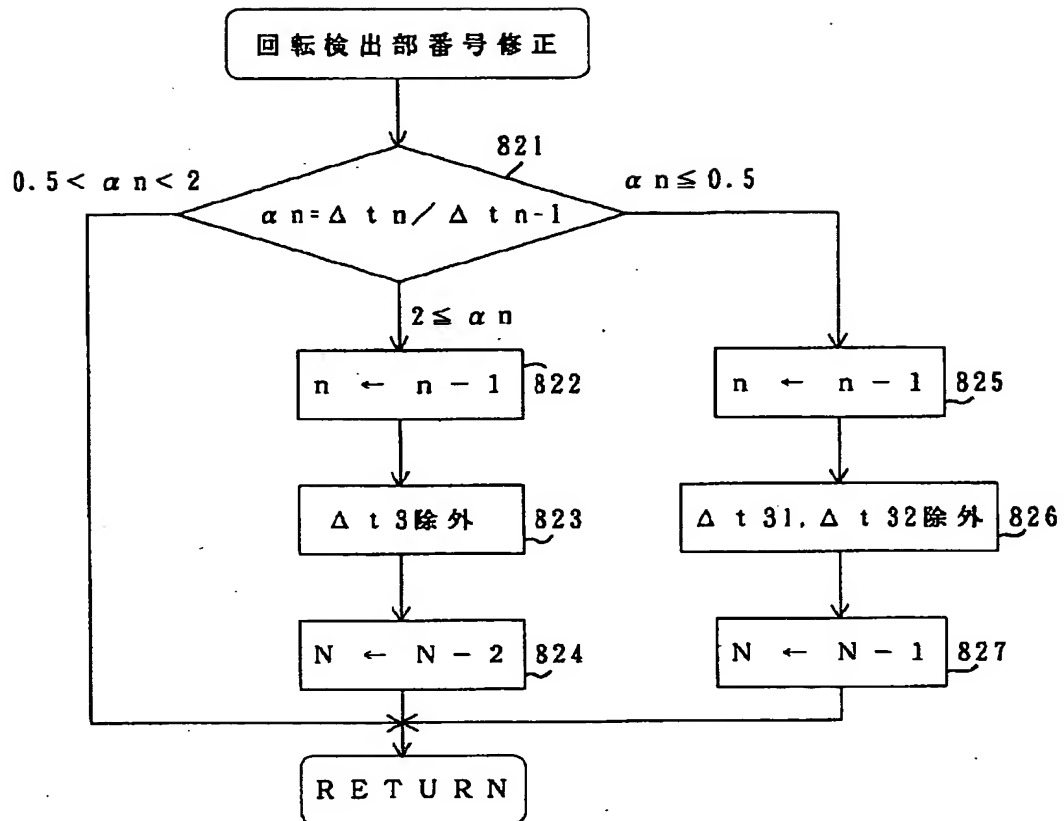 回転検出部番号修正
821
0.5< αn<2
αn≦0.5
αn=Δtn/Δtn-1
2≦αn
n ← n-1
822
n ← n-1
825
Δt3除外
823
Δt31,Δt32除外
826
N ← N-2
824
N ← N-1
827
RETURN